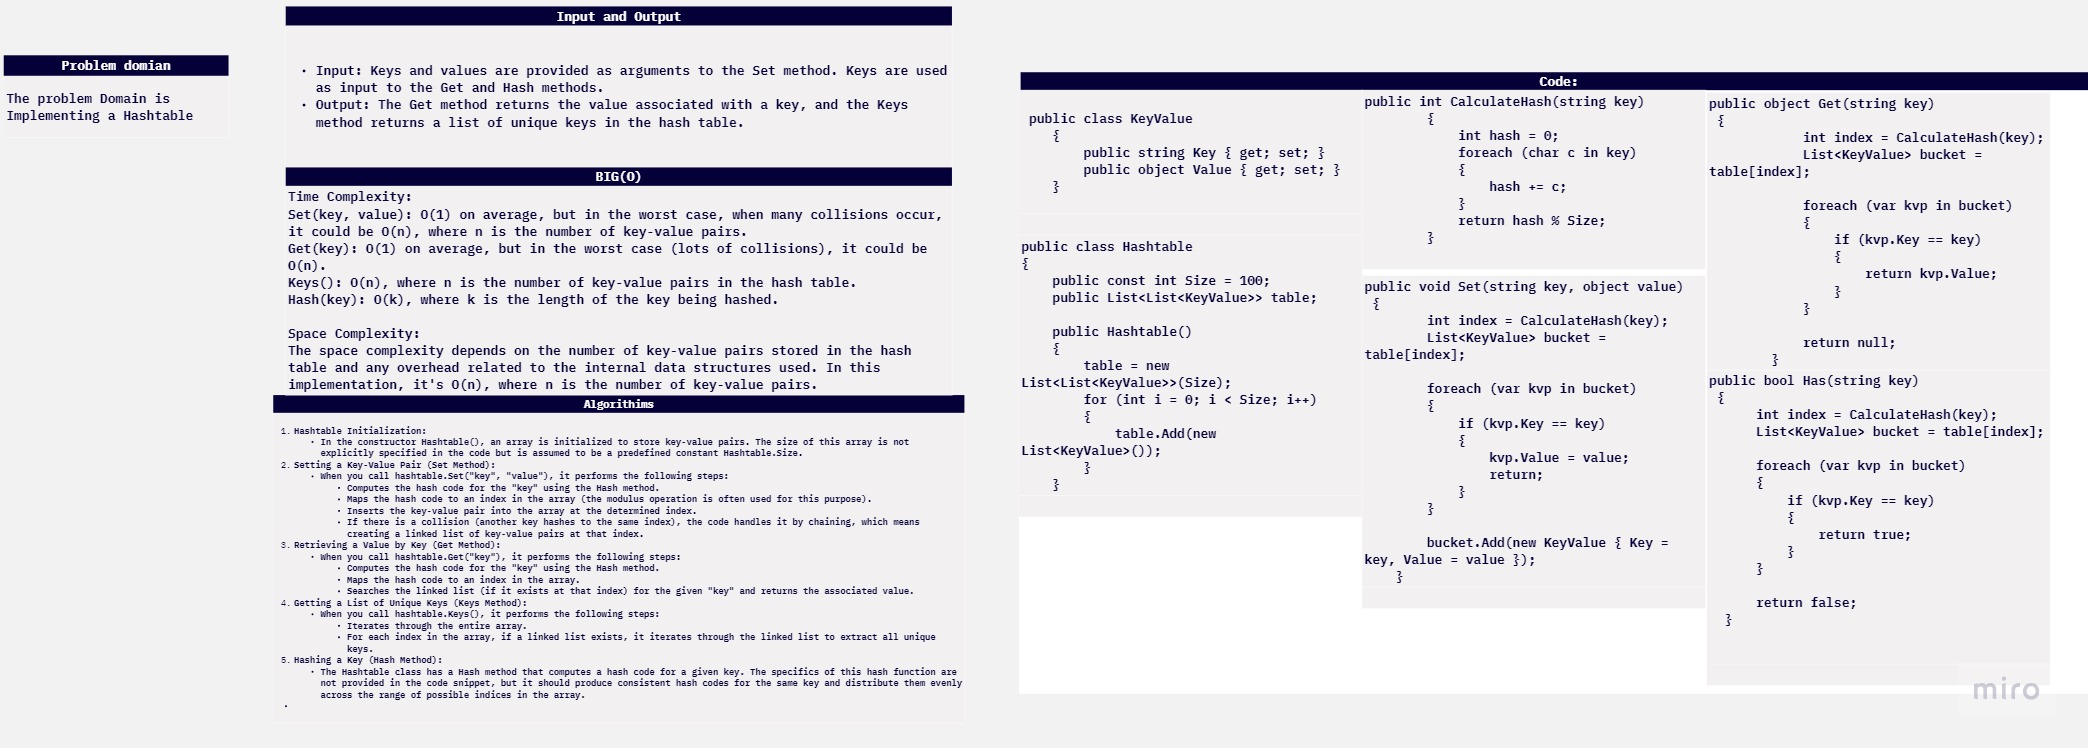 Problem domian
The problem Domain is
Implementing a Hashtable
Input and Output
· Input: Keys and values are provided as arguments to the Set method. Keys are used
as input to the Get and Hash methods.
· Output: The Get method returns the value associated with a key, and the Keys
method returns a list of unique keys in the hash table.
BIG(O)
Time Complexity:
Set(key, value): O(1) on average, but in the worst case, when many collisions occur,
it could be O(n), where n is the number of key-value pairs.
Get(key): O(1) on average, but in the worst case (lots of collisions), it could be
O(n).
Keys(): O(n), where n is the number of key-value pairs in the hash table.
Hash(key): O(k), where k is the length of the key being hashed.
Space Complexity:
The space complexity depends on the number of key-value pairs stored in the hash
table and any overhead related to the internal data structures used. In this
implementation, it's O(n), where n is the number of key-value pairs.
Algorithims
1. Hashtable Initialization:
· In the constructor Hashtable(), an array is initialized to store key-value pairs. The size of this array is not
explicitly specified in the code but is assumed to be a predefined constant Hashtable.Size.
2. Setting a Key-Value Pair (Set Method):
· When you call hashtable.Set("key", "value"), it performs the following steps:
· Computes the hash code for the "key" using the Hash method.
· Maps the hash code to an index in the array (the modulus operation is often used for this purpose).
· Inserts the key-value pair into the array at the determined index.
· If there is a collision (another key hashes to the same index), the code handles it by chaining, which means
creating a linked list of key-value pairs at that index.
3. Retrieving a Value by Key (Get Method):
· When you call hashtable.Get("key"), it performs the following steps:
· Computes the hash code for the "key" using the Hash method.
· Maps the hash code to an index in the array.
· Searches the linked list (if it exists at that index) for the given "key" and returns the associated value.
4. Getting a List of Unique Keys (Keys Method):
· When you call hashtable.Keys(), it performs the following steps:
· Iterates through the entire array.
· For each index in the array, if a linked list exists, it iterates through the linked list to extract all unique
keys.
5. Hashing a Key (Hash Method):
· The Hashtable class has a Hash method that computes a hash code for a given key. The specifics of this hash function are
not provided in the code snippet, but it should produce consistent hash codes for the same key and distribute them evenly
across the range of possible indices in the array.
·
Code:
public class KeyValue
{
public string Key { get; set; }
public object Value { get; set; }
}
public class Hashtable
{
public const int Size = 100;
public List<List<KeyValue>> table;
public Hashtable()
{
table = new
List<List<KeyValue>>(Size);
for (int i = 0; i < Size; i++)
{
table.Add(new
List<KeyValue>());
}
}
public int CalculateHash(string key)
{
int hash = 0;
foreach (char c in key)
{
hash += c;
}
return hash % Size;
}
public void Set(string key, object value)
{
int index = CalculateHash(key);
List<KeyValue> bucket =
table[index];
foreach (var kvp in bucket)
{
if (kvp.Key == key)
{
kvp.Value = value;
return;
}
}
bucket.Add(new KeyValue { Key =
key, Value = value });
}
public object Get(string key)
{
int index = CalculateHash(key);
List<KeyValue> bucket =
table[index];
foreach (var kvp in bucket)
{
if (kvp.Key == key)
{
return kvp.Value;
}
}
return null;
}
public bool Has(string key)
{
int index = CalculateHash(key);
List<KeyValue> bucket = table[index];
foreach (var kvp in bucket)
{
if (kvp.Key == key)
{
return true;
}
}
return false;
}
miro